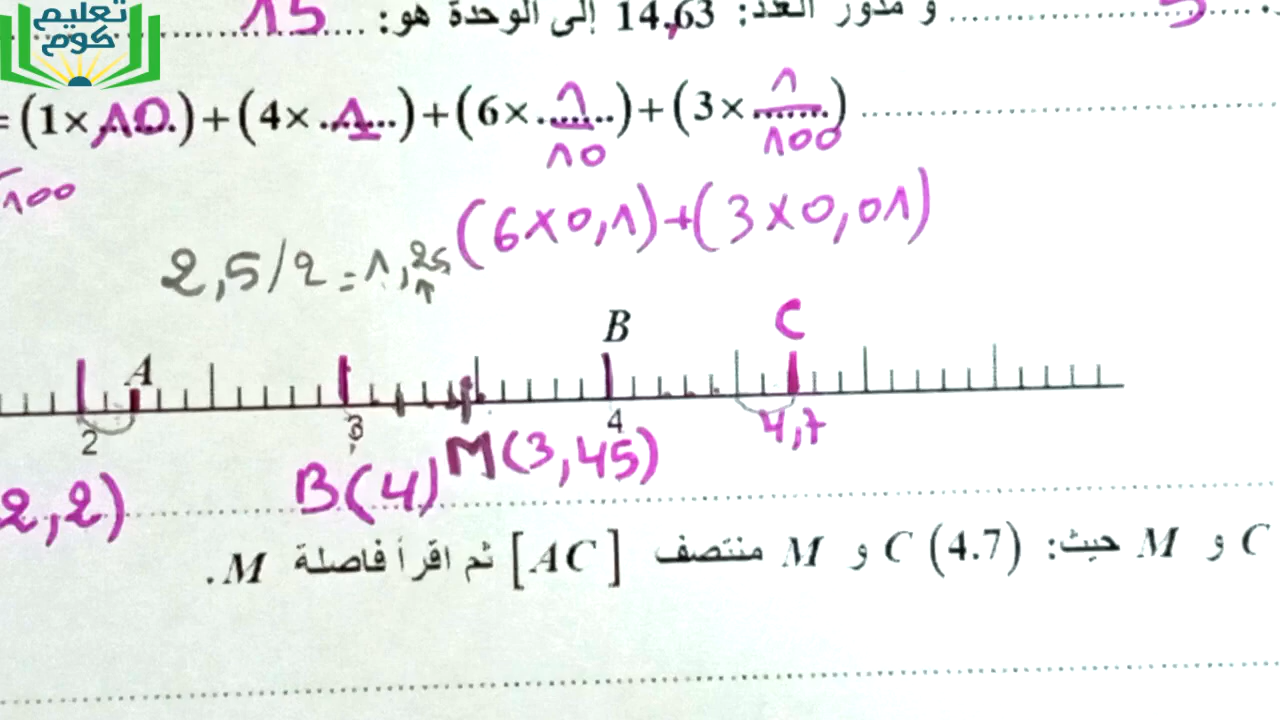 تعليم كوم
و مدور العدد: 14,63 إلى الوحدة هو: 15
= (1× 10) + (4× 1) + (6× 1/10) + (3× 1/100)
100
(6×0,1)+(3×0,01)
2,5/2 = 1,25
A B C
2 3 4 4,7
2,2) B(4) M(3,45)
C و M حيث: C (4.7) و M منتصف [AC] ثم اقرأ فاصلة M .